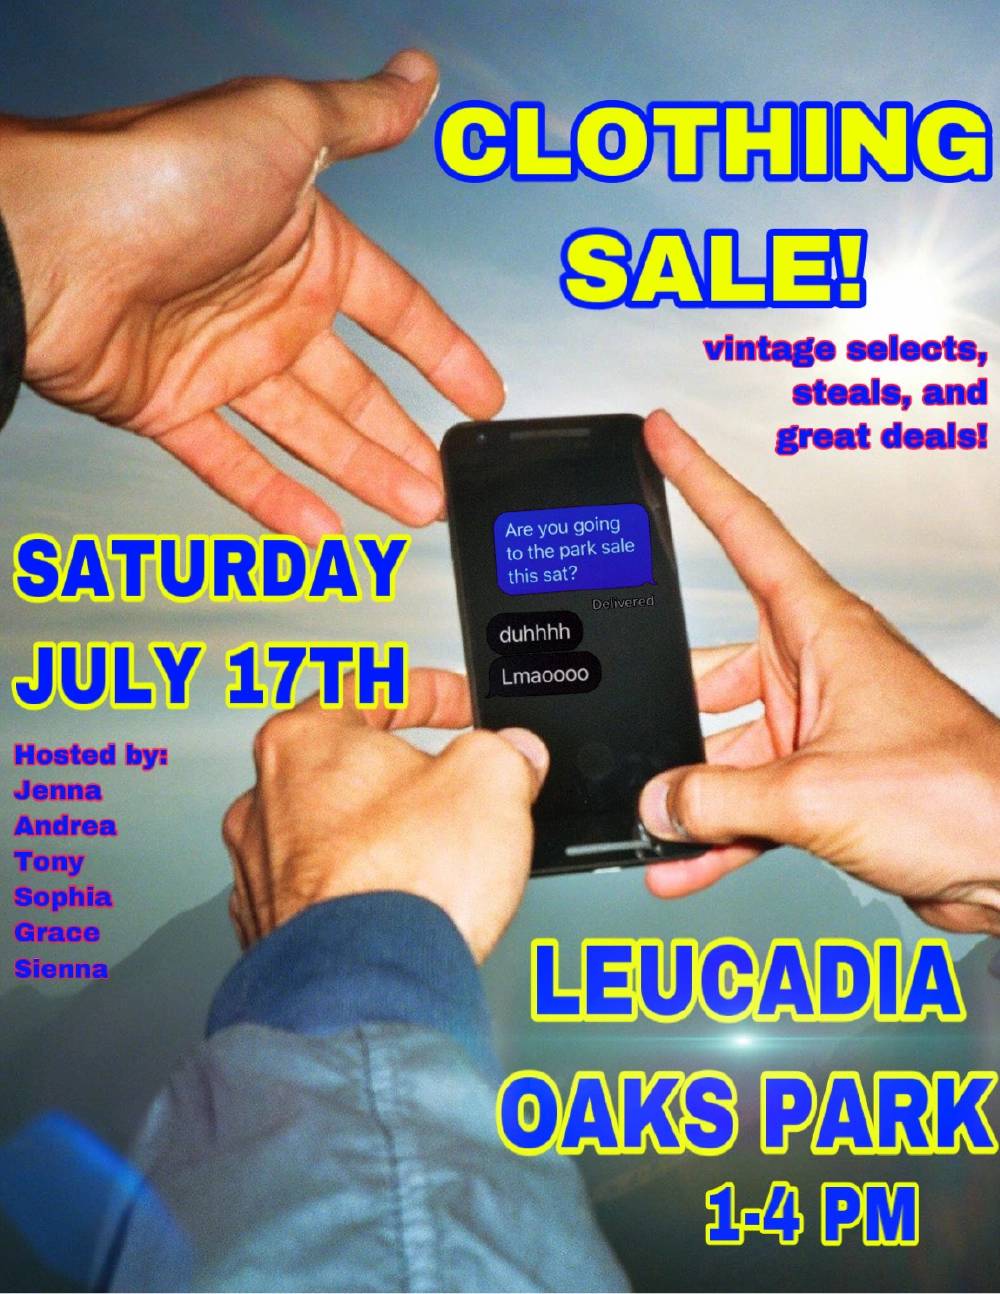 CLOTHING
SALE!
vintage selects,
steals, and
great deals!
Are you going
to the park sale
this sat?
Delivered
duhhhh
Lmaoooo
SATURDAY
JULY 17TH
Hosted by:
Jenna
Andrea
Tony
Sophia
Grace
Sienna
LEUCADIA
OAKS PARK
1-4 PM